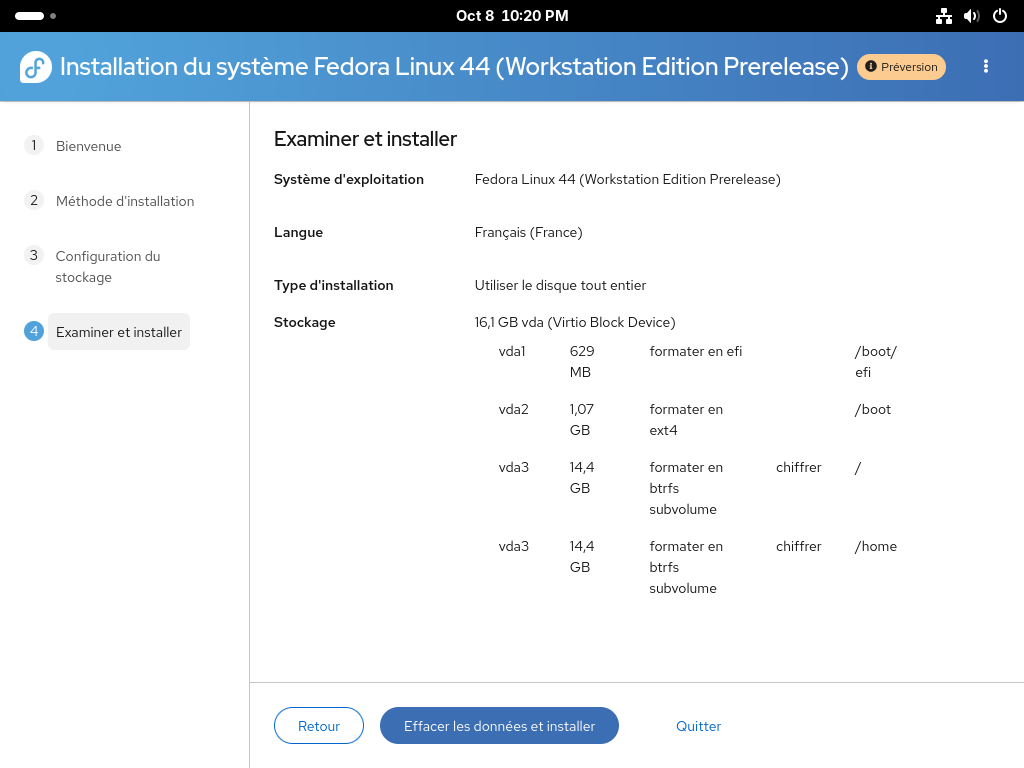 Oct 8 10:20 PM
Installation du système Fedora Linux 44 (Workstation Edition Prerelease)
Préversion
1 Bienvenue
2 Méthode d'installation
3 Configuration du
stockage
4 Examiner et installer
Examiner et installer
Système d'exploitation Fedora Linux 44 (Workstation Edition Prerelease)
Langue Français (France)
Type d'installation Utiliser le disque tout entier
Stockage 16,1 GB vda (Virtio Block Device)
vda1 629 formater en efi /boot/
MB efi
vda2 1,07 formater en /boot
GB ext4
vda3 14,4 formater en chiffrer /
GB btrfs
subvolume
vda3 14,4 formater en chiffrer /home
GB btrfs
subvolume
Retour Effacer les données et installer Quitter